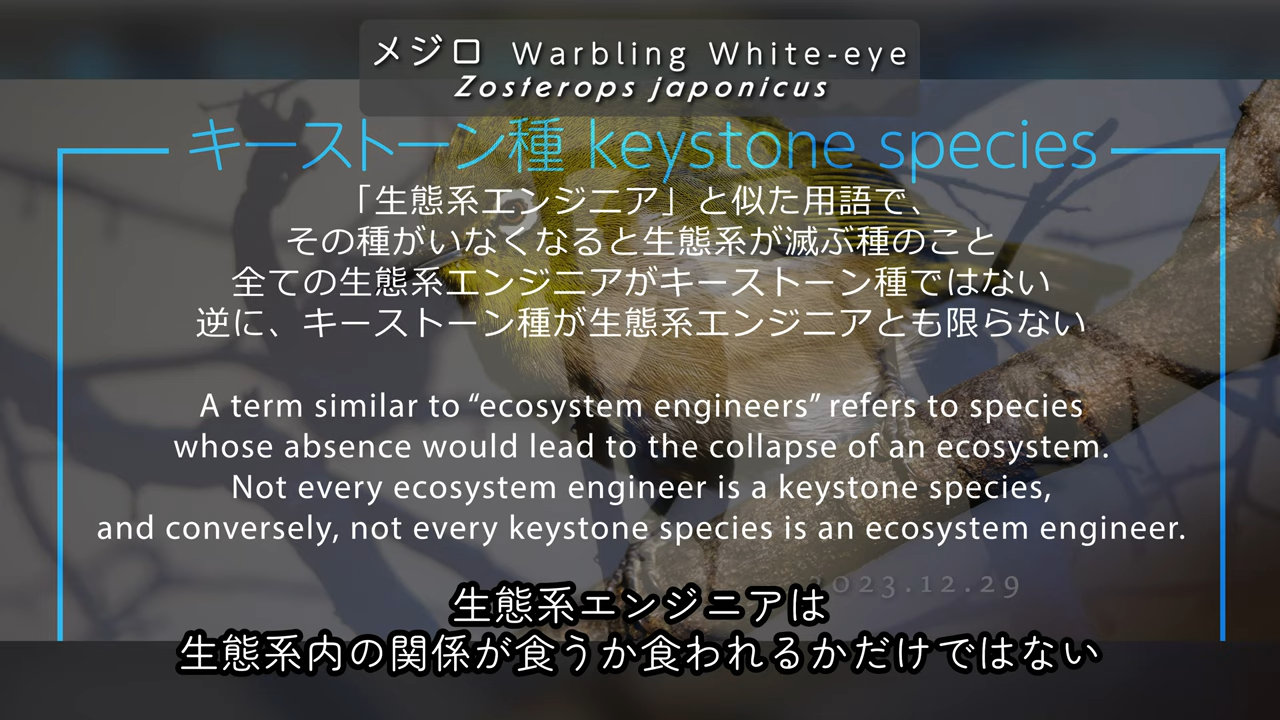 メジロ Warbling White-eye
Zosterops japonicus
キーストーン種 keystone species
「生態系エンジニア」と似た用語で、
その種がいなくなると生態系が滅ぶ種のこと
全ての生態系エンジニアがキーストーン種ではない
逆に、キーストーン種が生態系エンジニアとも限らない
A term similar to “ecosystem engineers” refers to species
whose absence would lead to the collapse of an ecosystem.
Not every ecosystem engineer is a keystone species,
and conversely, not every keystone species is an ecosystem engineer.
2023.12.29
生態系エンジニアは
生態系内の関係が食うか食われるかだけではない